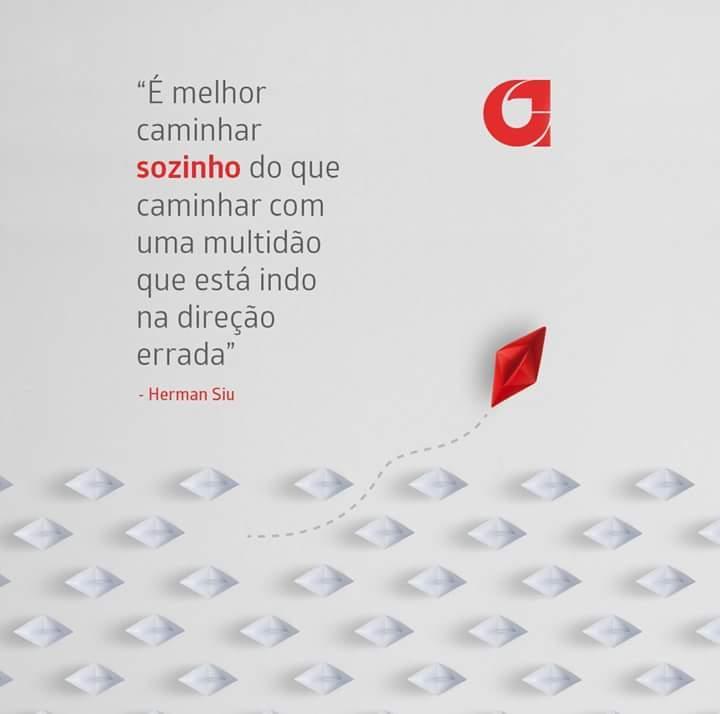 “É melhor
caminhar
sozinho do que
caminhar com
uma multidão
que está indo
na direção
errada”
- Herman Siu